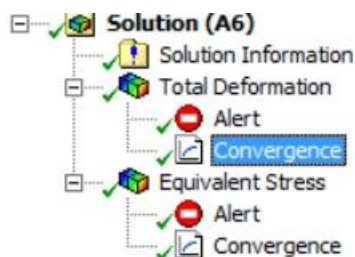 Solution (A6)
Solution Information
Total Deformation
Alert
Convergence
Equivalent Stress
Alert
Convergence